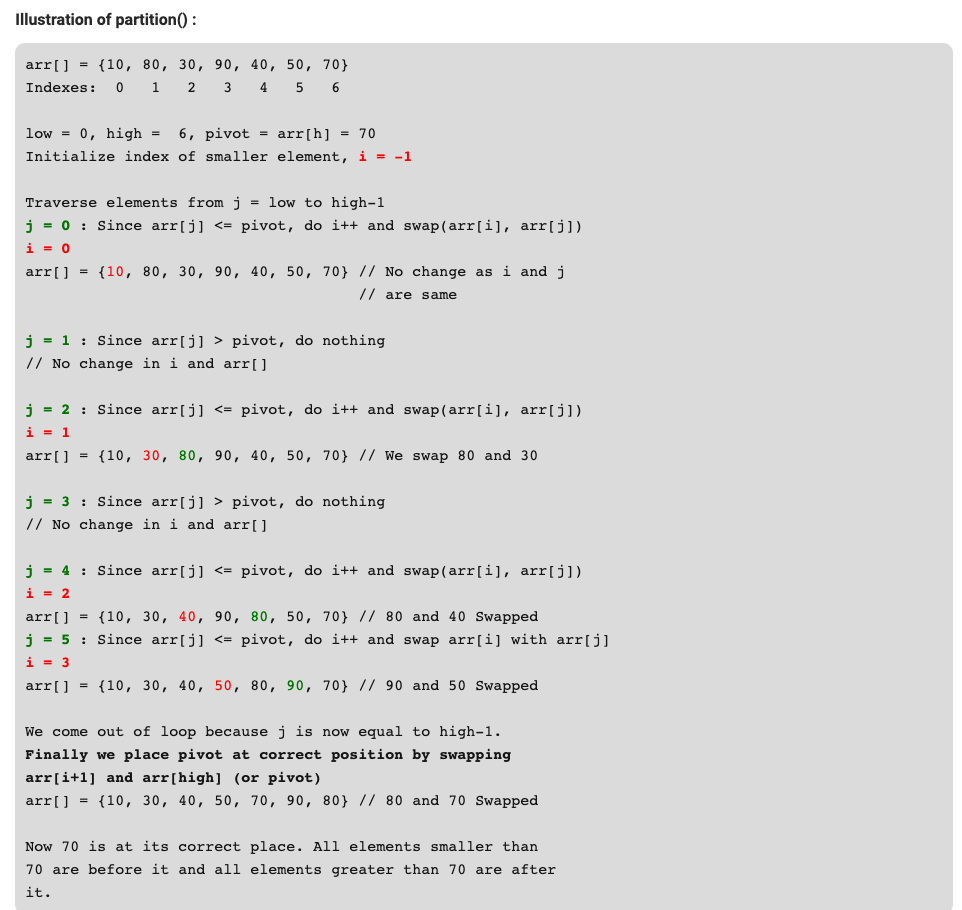 Illustration of partition() :
arr[] = {10, 80, 30, 90, 40, 50, 70}
Indexes:  0   1   2   3   4   5   6
low = 0, high =  6, pivot = arr[h] = 70
Initialize index of smaller element, i = -1
Traverse elements from j = low to high-1
j = 0 : Since arr[j] <= pivot, do i++ and swap(arr[i], arr[j])
i = 0
arr[] = {10, 80, 30, 90, 40, 50, 70} // No change as i and j
// are same
j = 1 : Since arr[j] > pivot, do nothing
// No change in i and arr[]
j = 2 : Since arr[j] <= pivot, do i++ and swap(arr[i], arr[j])
i = 1
arr[] = {10, 30, 80, 90, 40, 50, 70} // We swap 80 and 30
j = 3 : Since arr[j] > pivot, do nothing
// No change in i and arr[]
j = 4 : Since arr[j] <= pivot, do i++ and swap(arr[i], arr[j])
i = 2
arr[] = {10, 30, 40, 90, 80, 50, 70} // 80 and 40 Swapped
j = 5 : Since arr[j] <= pivot, do i++ and swap arr[i] with arr[j]
i = 3
arr[] = {10, 30, 40, 50, 80, 90, 70} // 90 and 50 Swapped
We come out of loop because j is now equal to high-1.
Finally we place pivot at correct position by swapping
arr[i+1] and arr[high] (or pivot)
arr[] = {10, 30, 40, 50, 70, 90, 80} // 80 and 70 Swapped
Now 70 is at its correct place. All elements smaller than
70 are before it and all elements greater than 70 are after
it.